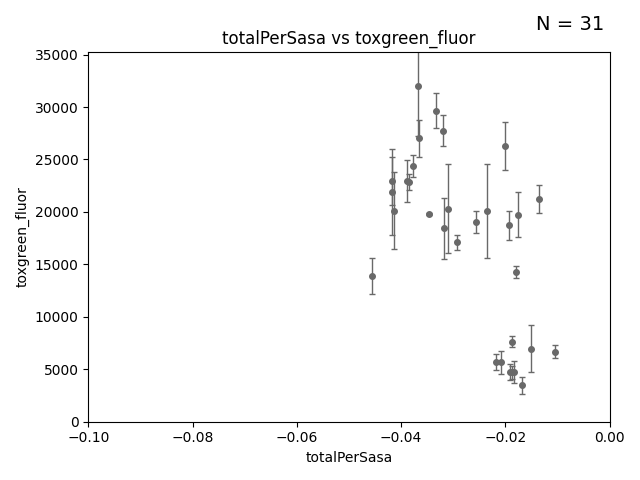 N = 31
totalPerSasa vs toxgreen_fluor
35000
30000
25000
20000
15000
10000
5000
0
toxgreen_fluor
−0.10 −0.08 −0.06 −0.04 −0.02 0.00
totalPerSasa